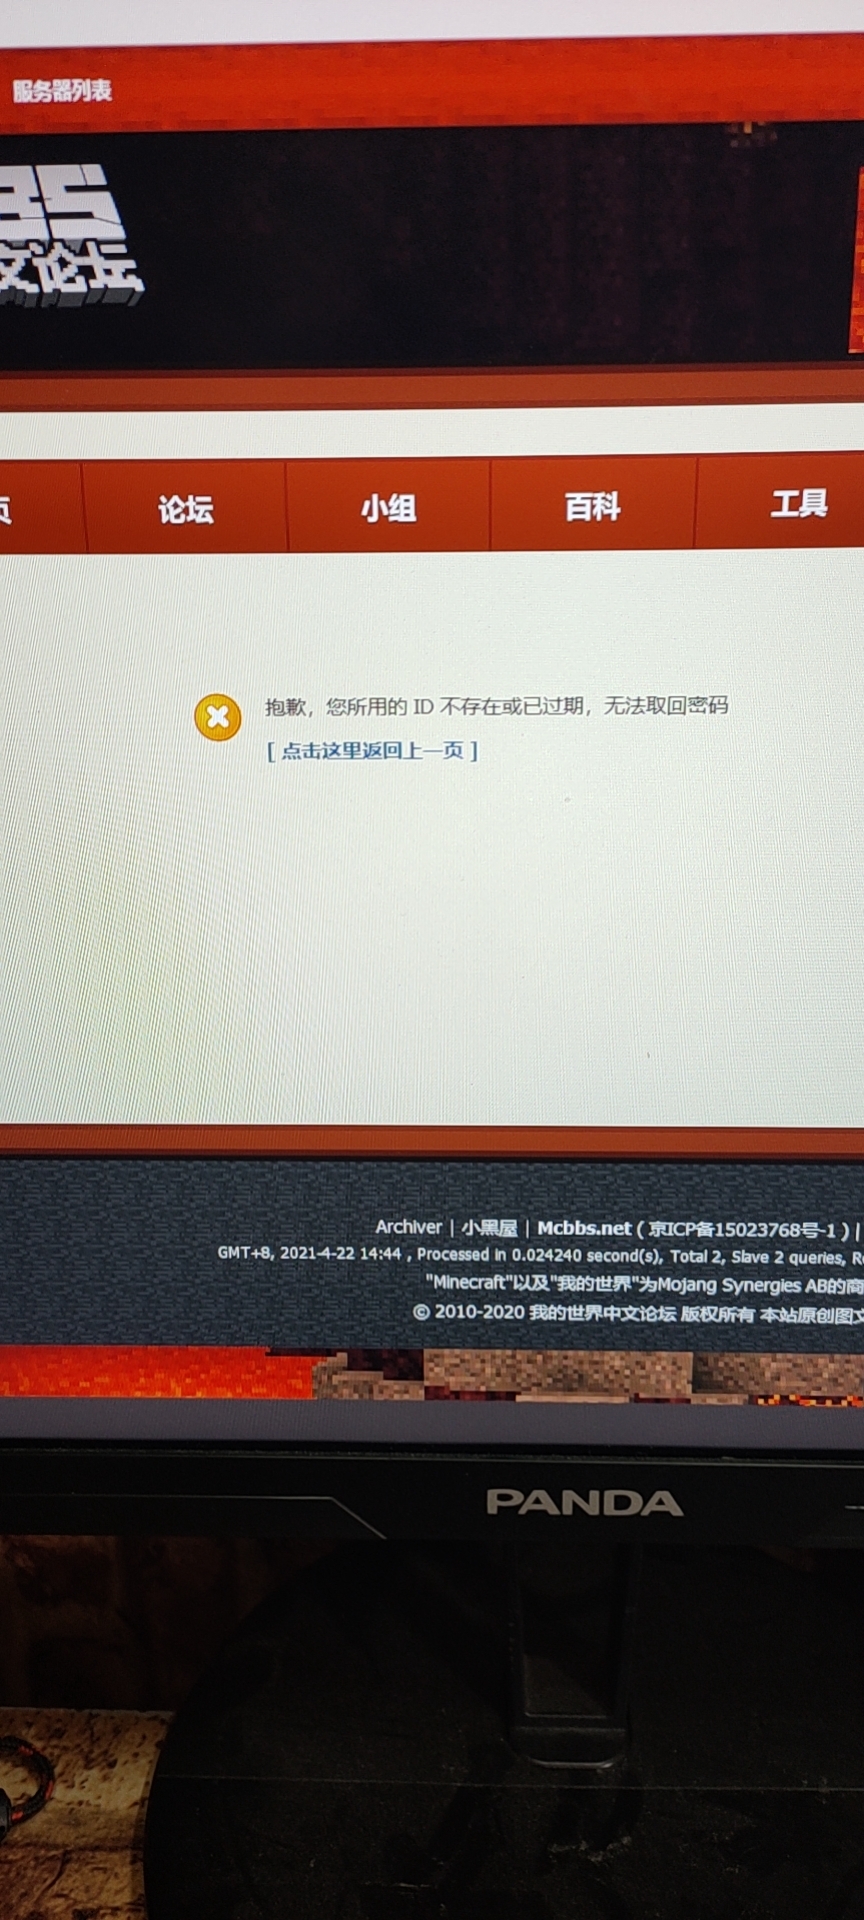 服务器列表
BS
文论坛
页
论坛
小组
百科
工具
抱歉，您所用的 ID 不存在或已过期，无法取回密码
[ 点击这里返回上一页 ]
Archiver | 小黑屋 | Mcbbs.net ( 京ICP备15023768号-1 ) |
GMT+8, 2021-4-22 14:44 , Processed in 0.024240 second(s), Total 2, Slave 2 queries, R
"Minecraft"以及"我的世界"为Mojang Synergies AB的商
© 2010-2020 我的世界中文论坛 版权所有 本站原创图文
PANDA